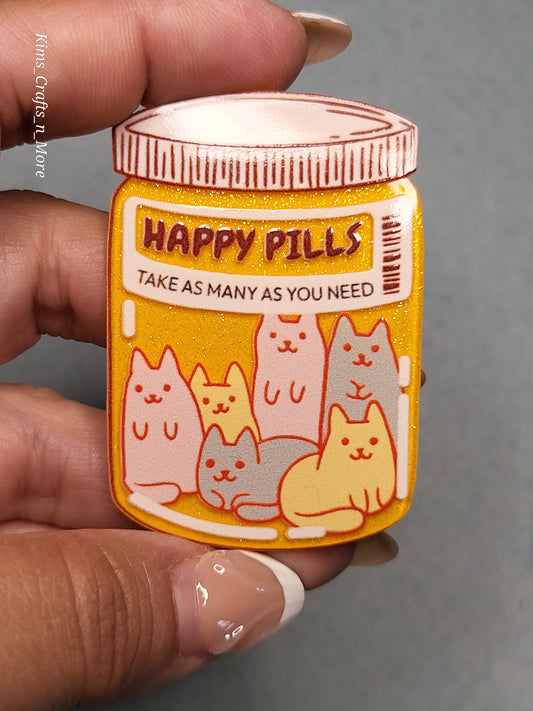 Kims_Crafts_n_More
HAPPY PILLS
TAKE AS MANY AS YOU NEED